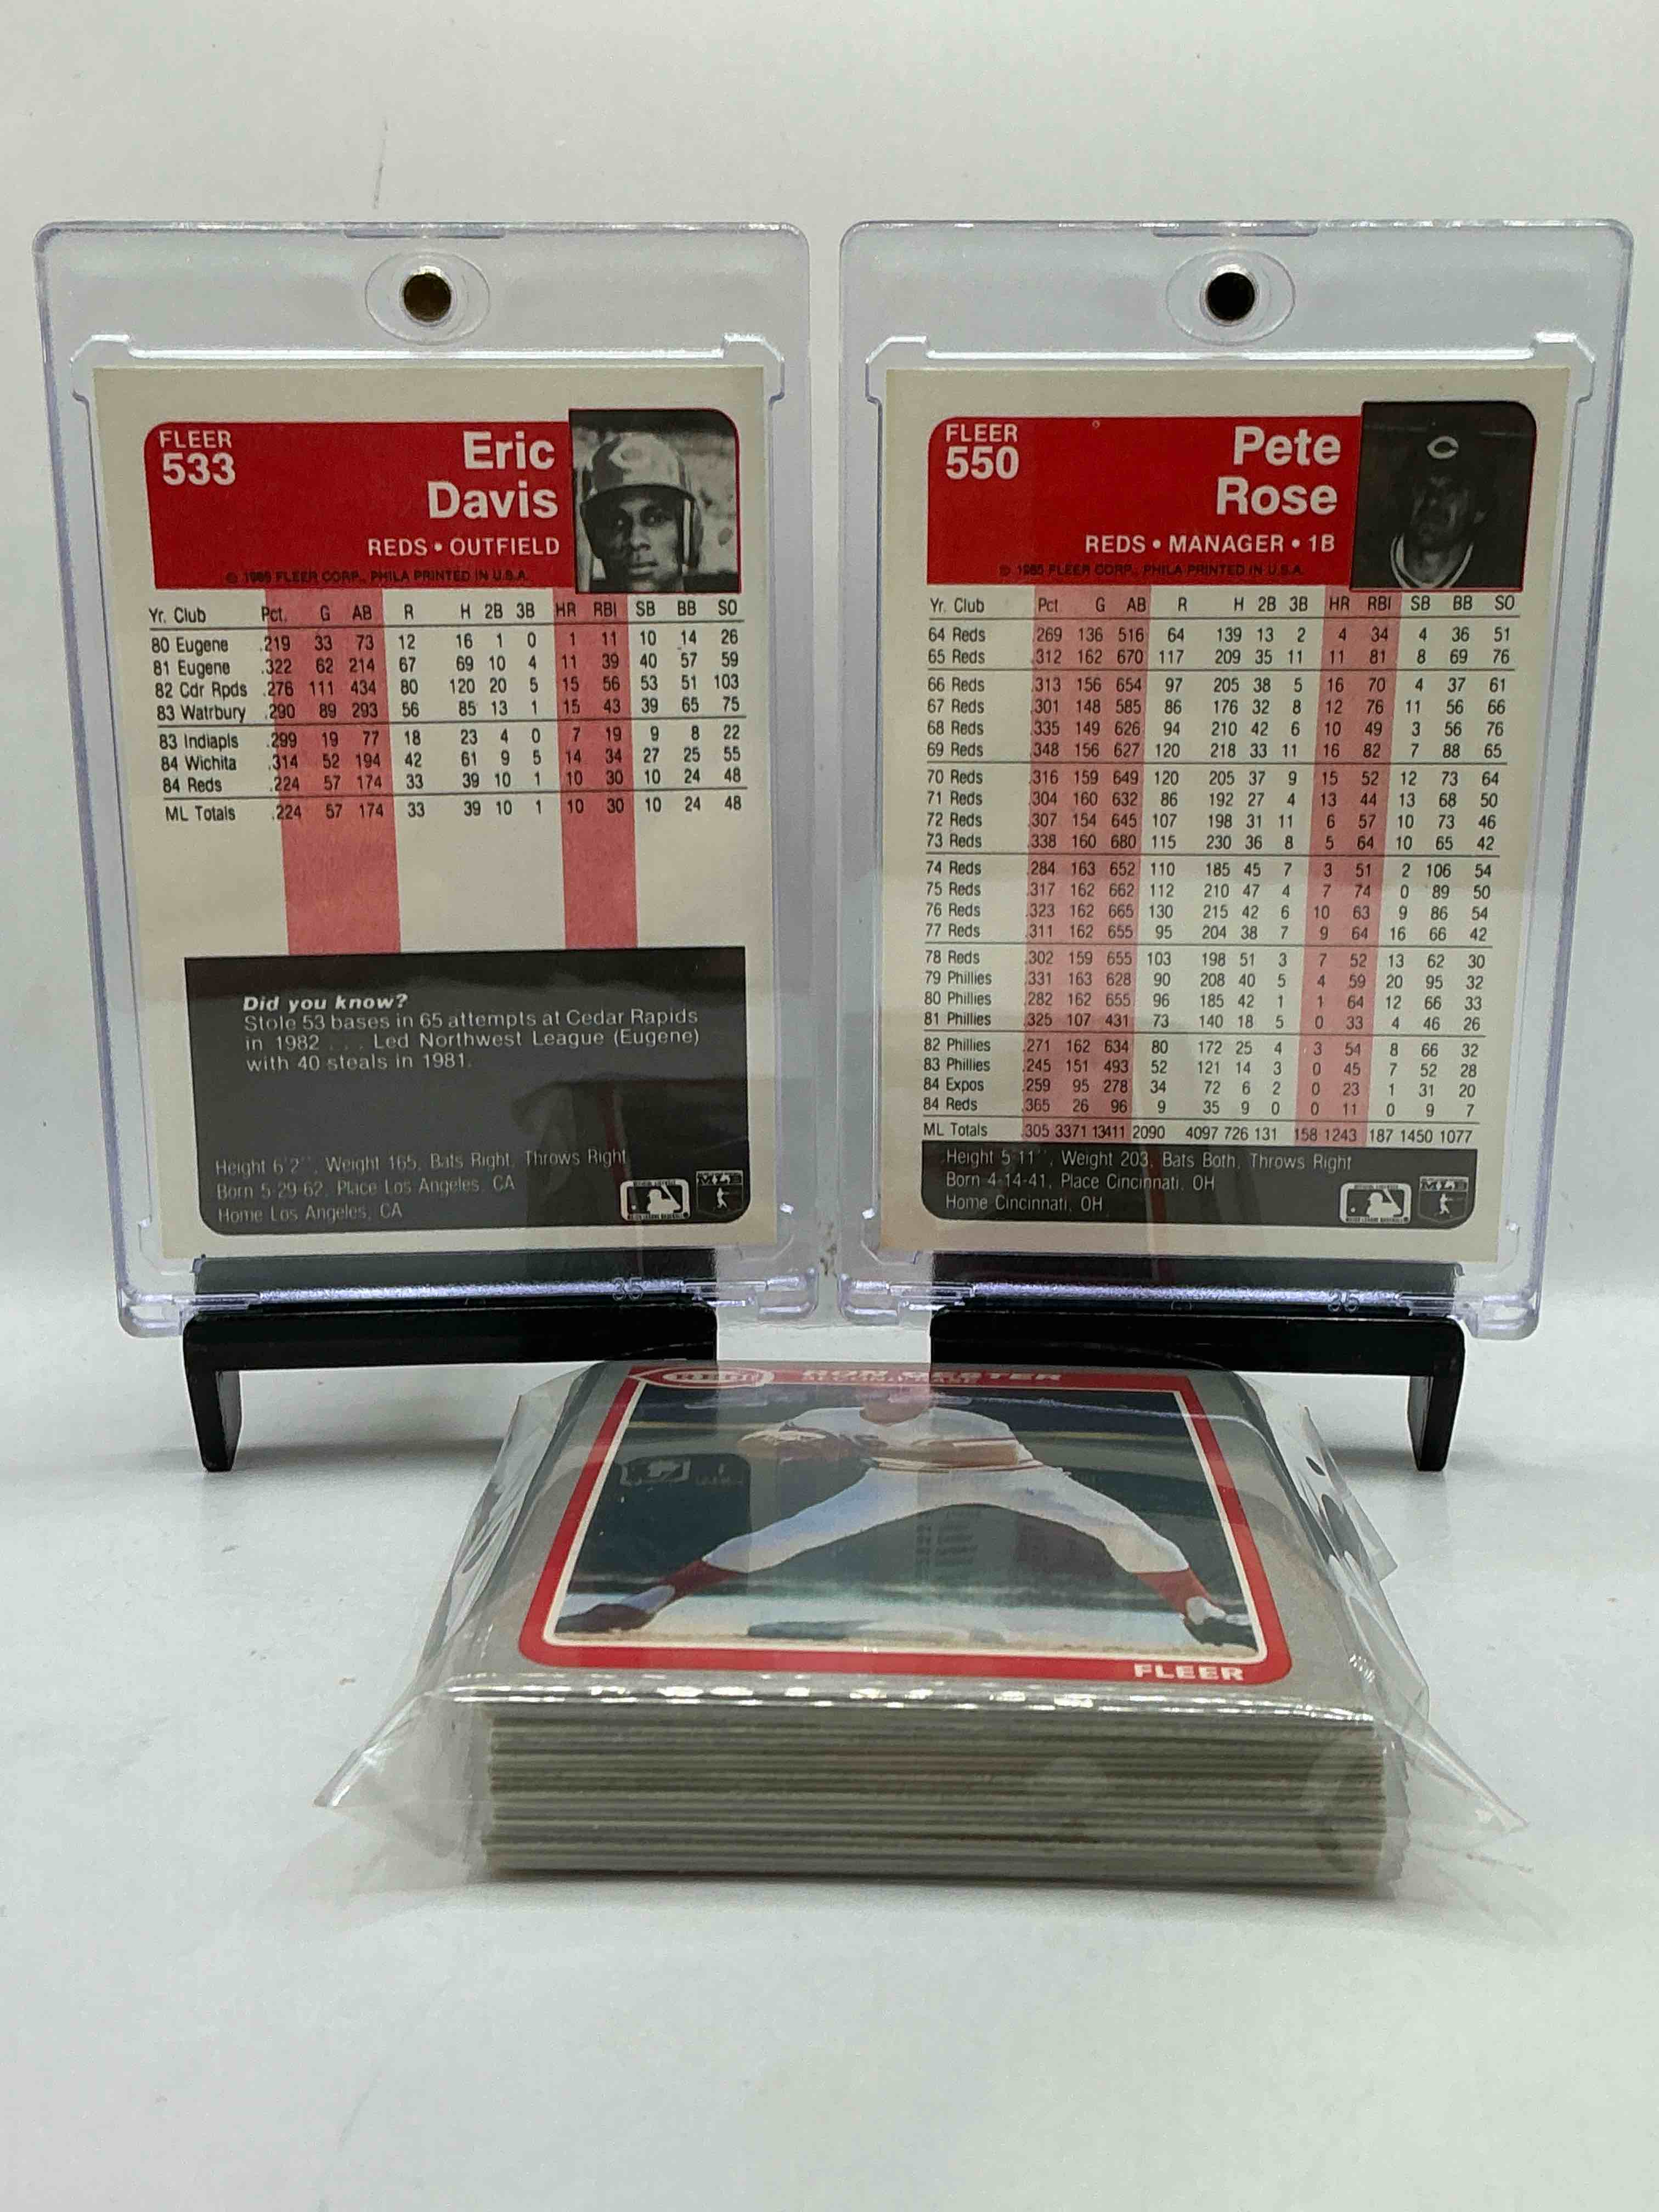 FLEER
533
Eric
Davis
REDS • OUTFIELD
© 1985 FLEER CORP., PHILA PRINTED IN U.S.A.
Yr. Club Pct. G AB R H 2B 3B HR RBI SB BB SO
80 Eugene .219 33 73 12 16 1 0 1 11 10 14 26
81 Eugene .322 62 214 67 69 10 4 11 39 40 57 59
82 Cdr Rpds .276 111 434 80 120 20 5 15 56 53 51 103
83 Watrbury .290 89 293 56 85 13 1 15 43 39 65 75
83 Indiapls .299 19 77 18 23 4 0 7 19 9 8 22
84 Wichita .314 52 194 42 61 9 5 14 34 27 25 55
84 Reds .224 57 174 33 39 10 1 10 30 10 24 48
ML Totals .224 57 174 33 39 10 1 10 30 10 24 48
Did you know?
Stole 53 bases in 65 attempts at Cedar Rapids
in 1982 . . . Led Northwest League (Eugene)
with 40 steals in 1981.
Height 6'2'', Weight 165, Bats Right, Throws Right
Born 5-29-62, Place Los Angeles, CA
Home Los Angeles, CA
MLB
35
FLEER
550
Pete
Rose
REDS • MANAGER • 1B
© 1985 FLEER CORP., PHILA PRINTED IN U.S.A.
Yr. Club Pct G AB R H 2B 3B HR RBI SB BB SO
64 Reds .269 136 516 64 139 13 2 4 34 4 36 51
65 Reds .312 162 670 117 209 35 11 11 81 8 69 76
66 Reds .313 156 654 97 205 38 5 16 70 4 37 61
67 Reds .301 148 585 86 176 32 8 12 76 11 56 66
68 Reds .335 149 626 94 210 42 6 10 49 3 56 76
69 Reds .348 156 627 120 218 33 11 16 82 7 88 65
70 Reds .316 159 649 120 205 37 9 15 52 12 73 64
71 Reds .304 160 632 86 192 27 4 13 44 13 68 50
72 Reds .307 154 645 107 198 31 11 6 57 10 73 46
73 Reds .338 160 680 115 230 36 8 5 64 10 65 42
74 Reds .284 163 652 110 185 45 7 3 51 2 106 54
75 Reds .317 162 662 112 210 47 4 7 74 0 89 50
76 Reds .323 162 665 130 215 42 6 10 63 9 86 54
77 Reds .311 162 655 95 204 38 7 9 64 16 66 42
78 Reds .302 159 655 103 198 51 3 7 52 13 62 30
79 Phillies .331 163 628 90 208 40 5 4 59 20 95 32
80 Phillies .282 162 655 96 185 42 1 1 64 12 66 33
81 Phillies .325 107 431 73 140 18 5 0 33 4 46 26
82 Phillies .271 162 634 80 172 25 4 3 54 8 66 32
83 Phillies .245 151 493 52 121 14 3 0 45 7 52 28
84 Expos .259 95 278 34 72 6 2 0 23 1 31 20
84 Reds .365 26 96 9 35 9 0 0 11 0 9 7
ML Totals .305 3371 13411 2090 4097 726 131 158 1243 187 1450 1077
Height 5'11'', Weight 203, Bats Both, Throws Right
Born 4-14-41, Place Cincinnati, OH
Home Cincinnati, OH
MLB
35
REDS
RON OESTER
FLEER